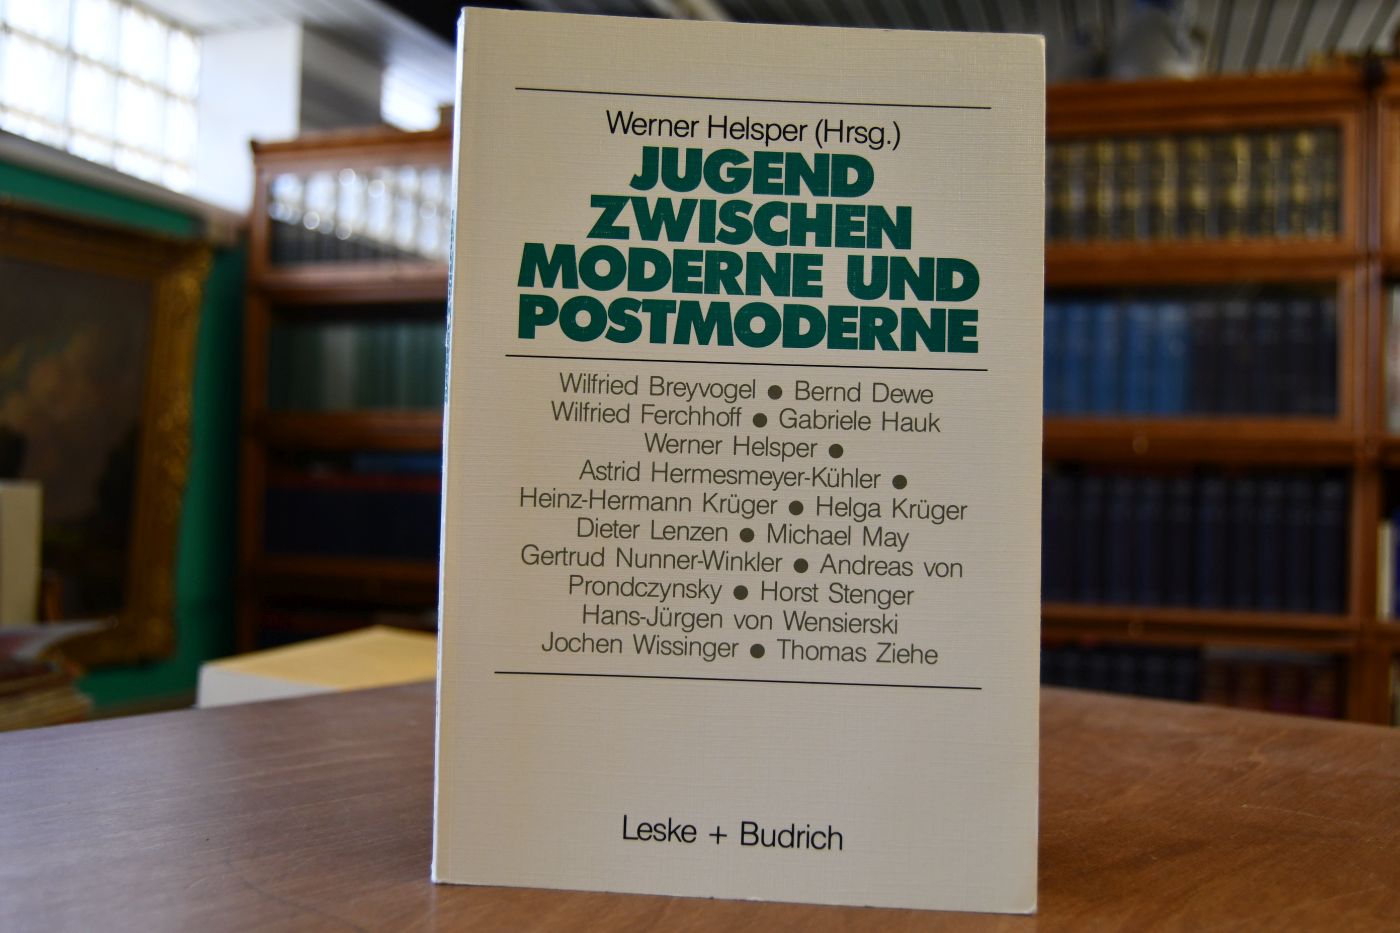 Werner Helsper (Hrsg.)
JUGEND
ZWISCHEN
MODERNE UND
POSTMODERNE
Wilfried Breyvogel ● Bernd Dewe
Wilfried Ferchhoff ● Gabriele Hauk
Werner Helsper ●
Astrid Hermesmeyer-Kühler ●
Heinz-Hermann Krüger ● Helga Krüger
Dieter Lenzen ● Michael May
Gertrud Nunner-Winkler ● Andreas von
Prondczynsky ● Horst Stenger
Hans-Jürgen von Wensierski
Jochen Wissinger ● Thomas Ziehe
Leske + Budrich